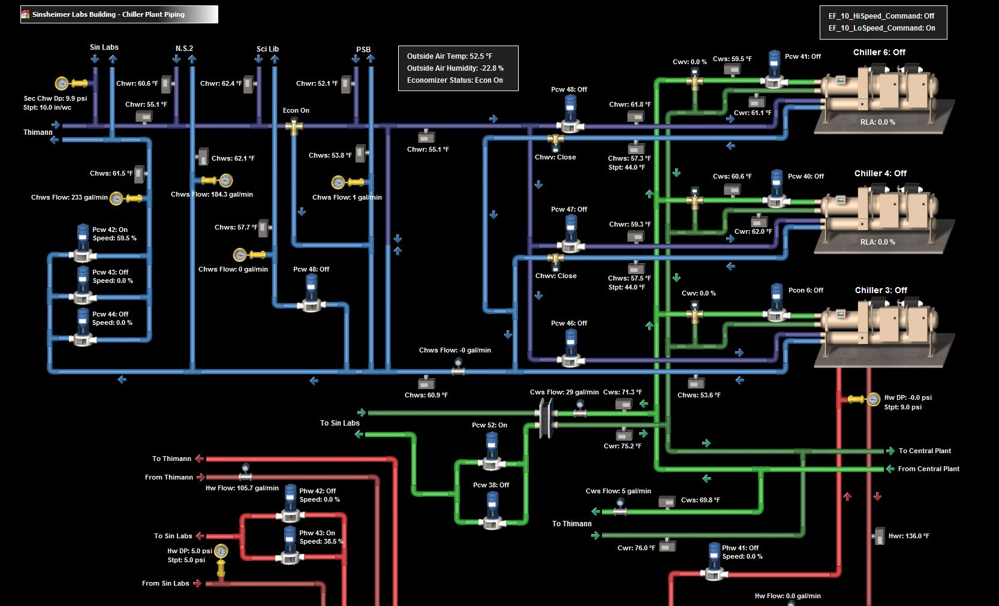 Sinsheimer Labs Building - Chiller Plant Piping
EF_10_HiSpeed_Command: Off
EF_10_LoSpeed_Command: On
Sin Labs
N.S.2
Sci Lib
PSB
Outside Air Temp: 52.5 °F
Outside Air Humidity: -22.8 %
Economizer Status: Econ On
Chiller 6: Off
Cwv: 0.0 %
Cws: 59.5 °F
Pcw 41: Off
Chwr: 60.6 °F
Chwr: 62.4 °F
Chwr: 52.1 °F
Pcw 48: Off
Sec Chw Dp: 9.9 psi
Stpt: 10.0 in/wc
Chwr: 55.1 °F
Econ On
Chwr: 61.8 °F
Cwr: 61.1 °F
RLA: 0.0 %
Thimann
Chwr: 55.1 °F
Chws: 62.1 °F
Chws: 53.8 °F
Chwv: Close
Chws: 57.3 °F
Stpt: 44.0 °F
Chws: 61.5 °F
Chiller 4: Off
Cws: 60.6 °F
Pcw 40: Off
Chws Flow: 233 gal/min
Chws Flow: 184.3 gal/min
Chws Flow: 1 gal/min
Pcw 47: Off
Pcw 42: On
Speed: 59.5 %
Chws: 57.7 °F
Chwr: 59.3 °F
Cwr: 62.0 °F
RLA: 0.0 %
Chws Flow: 0 gal/min
Pcw 43: Off
Speed: 0.0 %
Pcw 48: Off
Chwv: Close
Chws: 57.5 °F
Stpt: 44.0 °F
Cwv: 0.0 %
Pcon 6: Off
Chiller 3: Off
Pcw 44: Off
Speed: 0.0 %
Pcw 46: Off
Chws Flow: -0 gal/min
Chws: 60.9 °F
Chws: 53.6 °F
Cws Flow: 29 gal/min
Cws: 71.3 °F
Hw DP: -0.0 psi
Stpt: 9.0 psi
To Sin Labs
Pcw 52: On
Cwr: 75.2 °F
To Central Plant
To Thimann
From Central Plant
From Thimann
Hw Flow: 105.7 gal/min
Pcw 38: Off
Phw 42: Off
Speed: 0.0 %
Cws Flow: 5 gal/min
Cws: 69.8 °F
To Thimann
To Sin Labs
Phw 43: On
Speed: 38.5 %
Hwr: 136.0 °F
Hw DP: 5.0 psi
Stpt: 5.0 psi
Cwr: 76.0 °F
Phw 41: Off
Speed: 0.0 %
From Sin Labs
Hw Flow: 0.0 gal/min